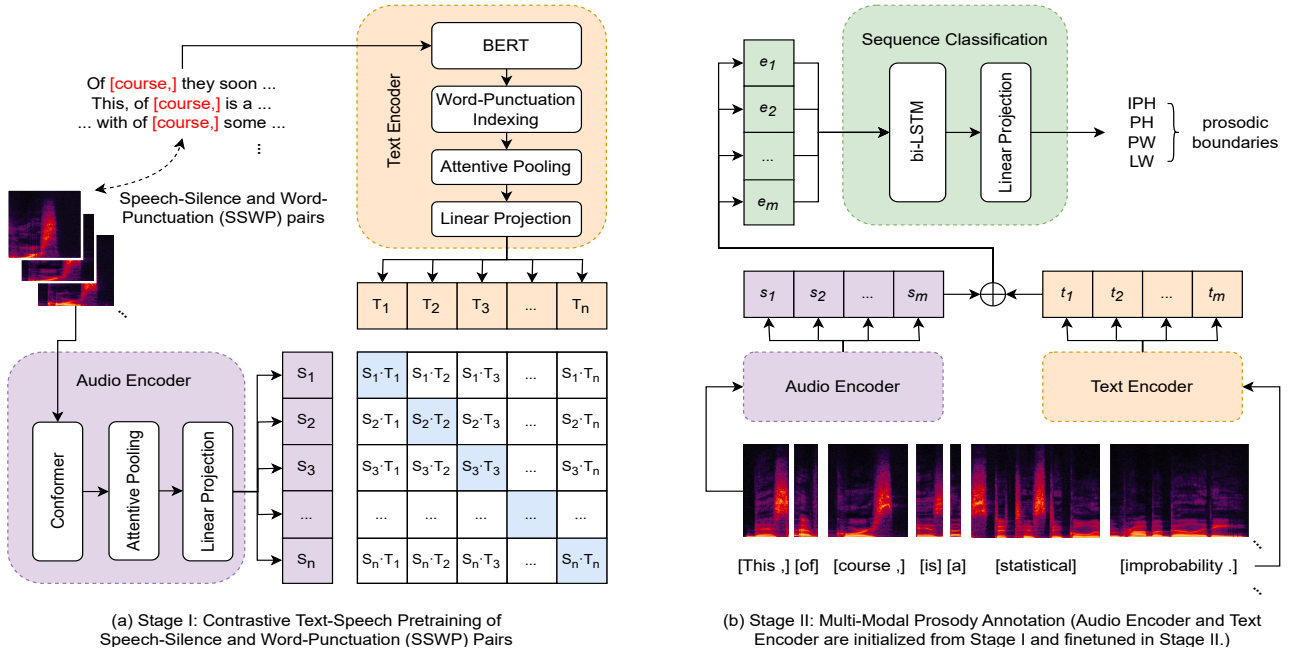 Of [course,] they soon ...
This, of [course,] is a ...
... with of [course,] some ...
...
Speech-Silence and Word-
Punctuation (SSWP) pairs
...
Text Encoder
BERT
Word-Punctuation
Indexing
Attentive Pooling
Linear Projection
T1 T2 T3 ... Tn
Audio Encoder
Conformer
Attentive Pooling
Linear Projection
S1
S2
S3
...
Sn
S1·T1 S1·T2 S1·T3 ... S1·Tn
S2·T1 S2·T2 S2·T3 ... S2·Tn
S3·T1 S3·T2 S3·T3 ... S3·Tn
... ... ... ... ...
Sn·T1 Sn·T2 Sn·T3 ... Sn·Tn
(a) Stage I: Contrastive Text-Speech Pretraining of
Speech-Silence and Word-Punctuation (SSWP) Pairs
e1
e2
...
em
Sequence Classification
bi-LSTM
Linear Projection
IPH
PH
PW
LW
prosodic
boundaries
s1 s2 ... sm
t1 t2 ... tm
Audio Encoder
Text Encoder
...
[This ,] [of] [course ,] [is] [a] [statistical] [improbability .]
...
(b) Stage II: Multi-Modal Prosody Annotation (Audio Encoder and Text
Encoder are initialized from Stage I and finetuned in Stage II.)